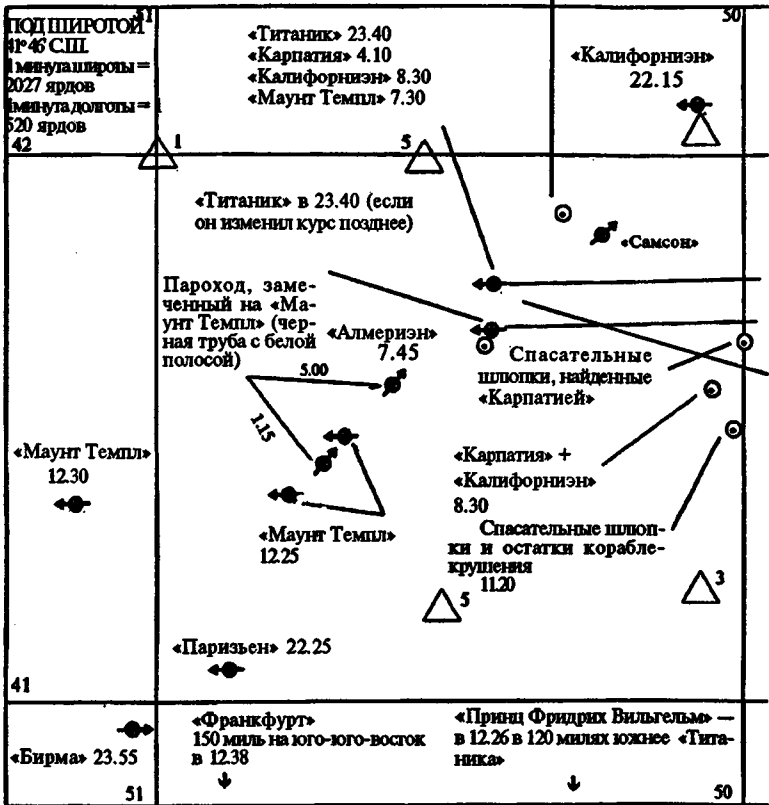 51
50
ПОД ШИРОТОЙ
41°46' С.Ш.
1 минута широты =
2027 ярдов
1 минута долготы = 1
520 ярдов
42
«Титаник» 23.40
«Карпатия» 4.10
«Калифорниэн» 8.30
«Маунт Темпл» 7.30
«Калифорниэн»
22.15
1
5
«Титаник» в 23.40 (если
он изменил курс позднее)
«Самсон»
Пароход, заме-
ченный на «Ма-
унт Темпл» (чер-
ная труба с белой
полосой)
«Алмериэн»
7.45
5.00
1.15
Спасательные
шлюпки, найденные
«Карпатией»
«Маунт Темпл»
12.30
«Карпатия» +
«Калифорниэн»
8.30
«Маунт Темпл»
12.25
Спасательные шлюп-
ки и остатки корабле-
крушения
11.20
5
3
«Паризьен» 22.25
41
«Бирма» 23.55
«Франкфурт»
150 миль на юго-юго-восток
в 12.38
«Принц Фридрих Вильгельм» —
в 12.26 в 120 милях южнее «Тита-
ника»
51
50